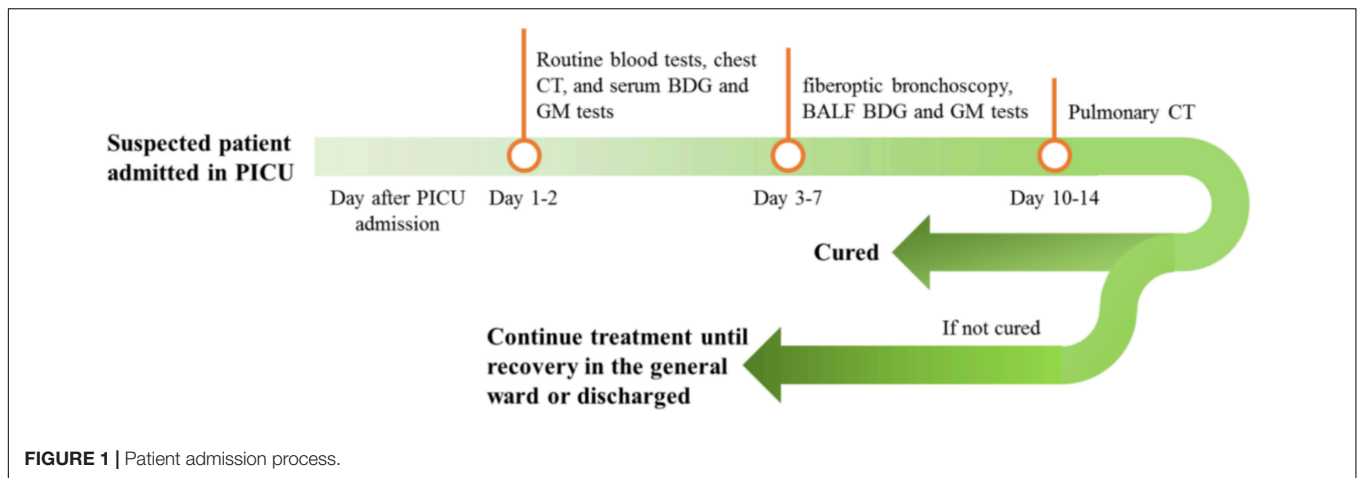 Routine blood tests, chest
CT, and serum BDG and
GM tests
fiberoptic bronchoscopy,
BALF BDG and GM tests
Pulmonary CT
Suspected patient
admitted in PICU
Day after PICU
admission
Day 1-2
Day 3-7
Day 10-14
Cured
If not cured
Continue treatment until
recovery in the general
ward or discharged
FIGURE 1 | Patient admission process.